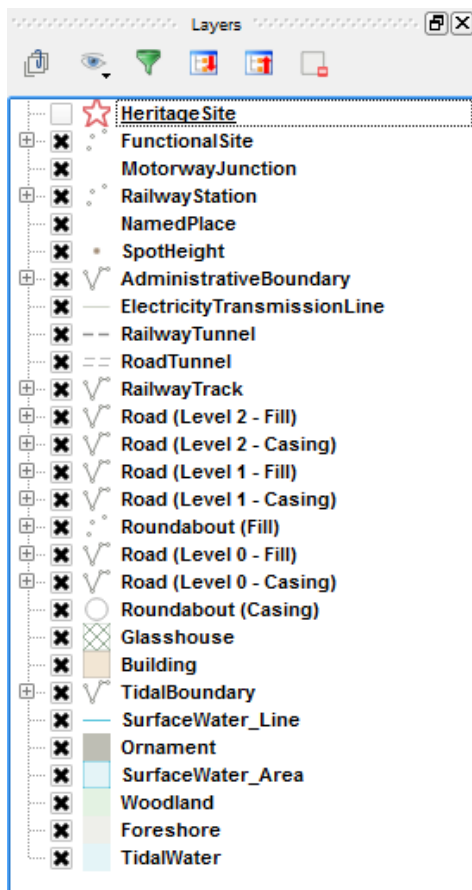 Layers
HeritageSite
FunctionalSite
MotorwayJunction
RailwayStation
NamedPlace
SpotHeight
AdministrativeBoundary
ElectricityTransmissionLine
RailwayTunnel
RoadTunnel
RailwayTrack
Road (Level 2 - Fill)
Road (Level 2 - Casing)
Road (Level 1 - Fill)
Road (Level 1 - Casing)
Roundabout (Fill)
Road (Level 0 - Fill)
Road (Level 0 - Casing)
Roundabout (Casing)
Glasshouse
Building
TidalBoundary
SurfaceWater_Line
Ornament
SurfaceWater_Area
Woodland
Foreshore
TidalWater